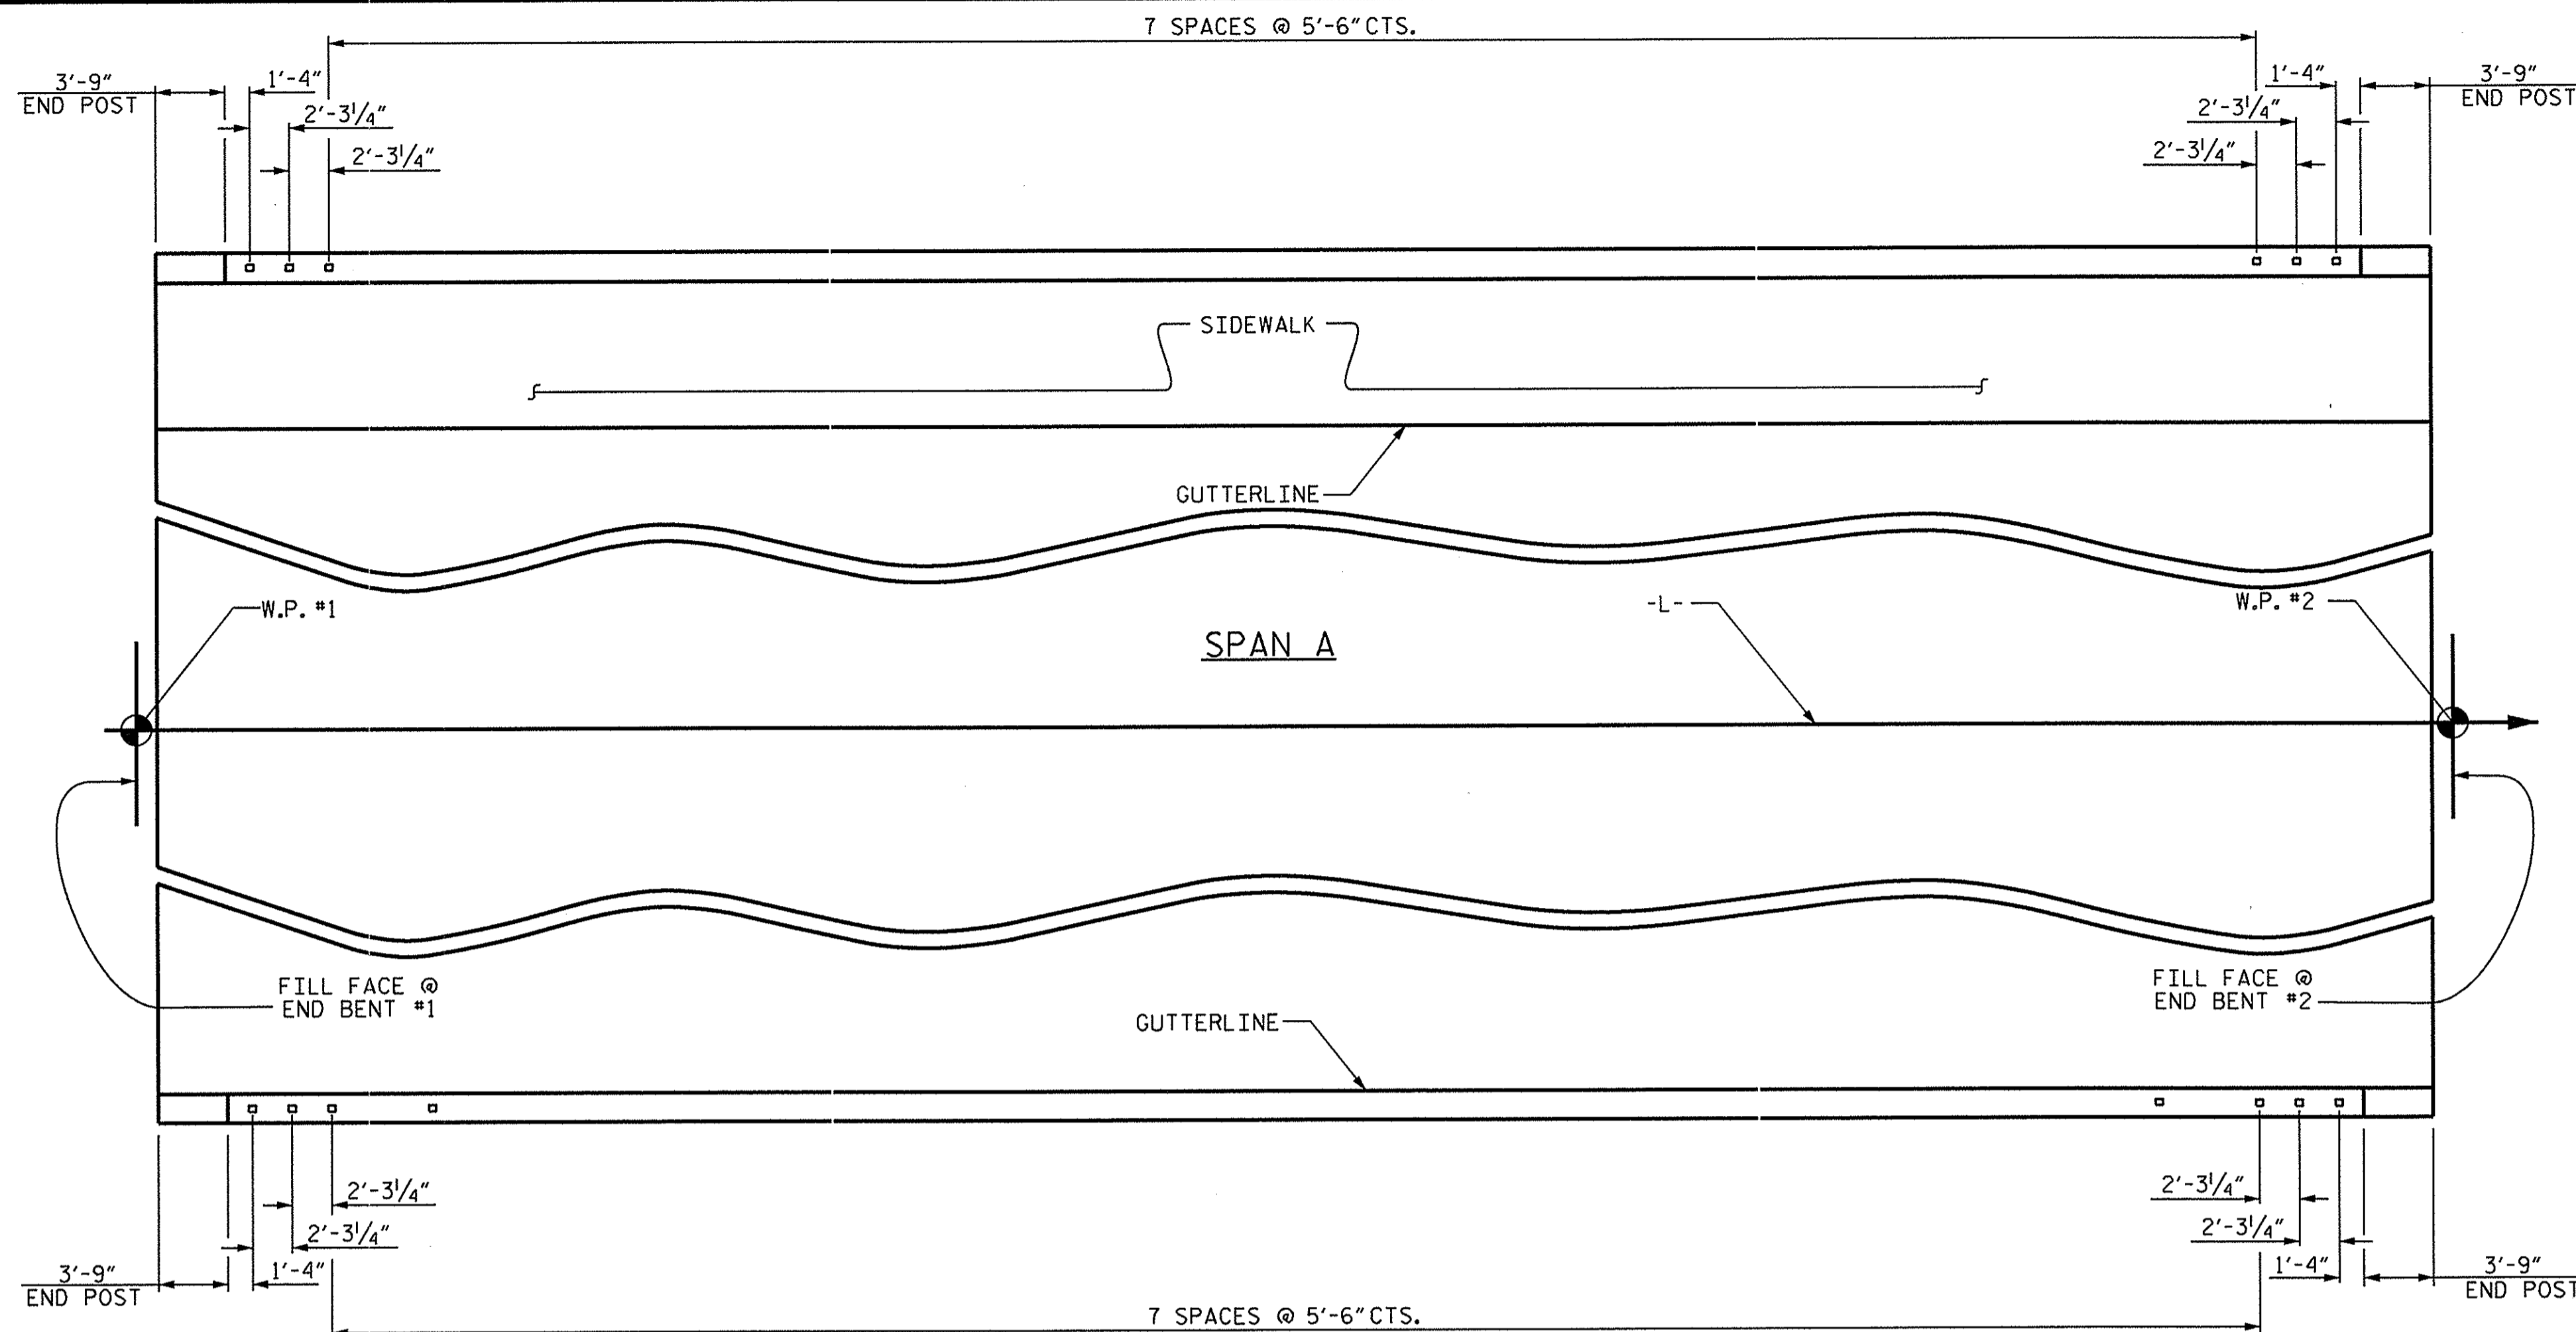 7 SPACES @ 5'-6" CTS.
3'-9"
END POST
1'-4"
2'-3 1/4"
2'-3 1/4"
1'-4"
2'-3 1/4"
2'-3 1/4"
3'-9"
END POST
SIDEWALK
GUTTERLINE
W.P. #1
SPAN A
-L-
W.P. #2
FILL FACE @
END BENT #1
FILL FACE @
END BENT #2
GUTTERLINE
2'-3 1/4"
2'-3 1/4"
1'-4"
3'-9"
END POST
2'-3 1/4"
2'-3 1/4"
1'-4"
3'-9"
END POST
7 SPACES @ 5'-6" CTS.